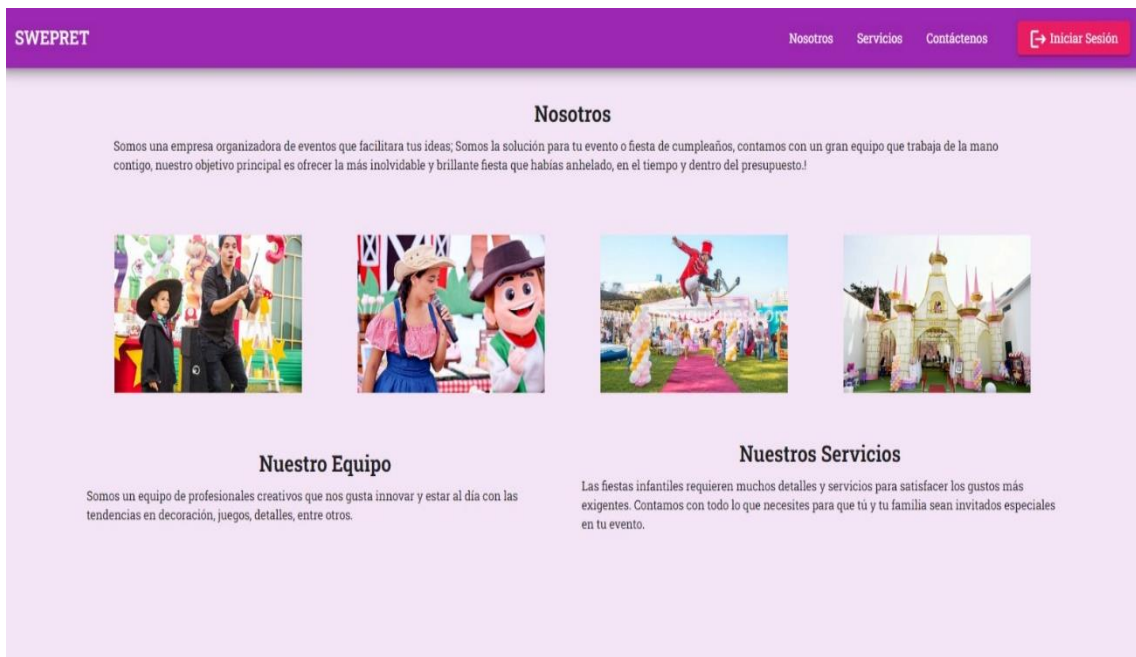 SWEPRET
Nosotros
Servicios
Contáctenos
Iniciar Sesión
Nosotros
Somos una empresa organizadora de eventos que facilitara tus ideas; Somos la solución para tu evento o fiesta de cumpleaños, contamos con un gran equipo que trabaja de la mano
contigo, nuestro objetivo principal es ofrecer la más inolvidable y brillante fiesta que habías anhelado, en el tiempo y dentro del presupuesto.!
Nuestro Equipo
Somos un equipo de profesionales creativos que nos gusta innovar y estar al día con las
tendencias en decoración, juegos, detalles, entre otros.
Nuestros Servicios
Las fiestas infantiles requieren muchos detalles y servicios para satisfacer los gustos más
exigentes. Contamos con todo lo que necesites para que tú y tu familia sean invitados especiales
en tu evento.